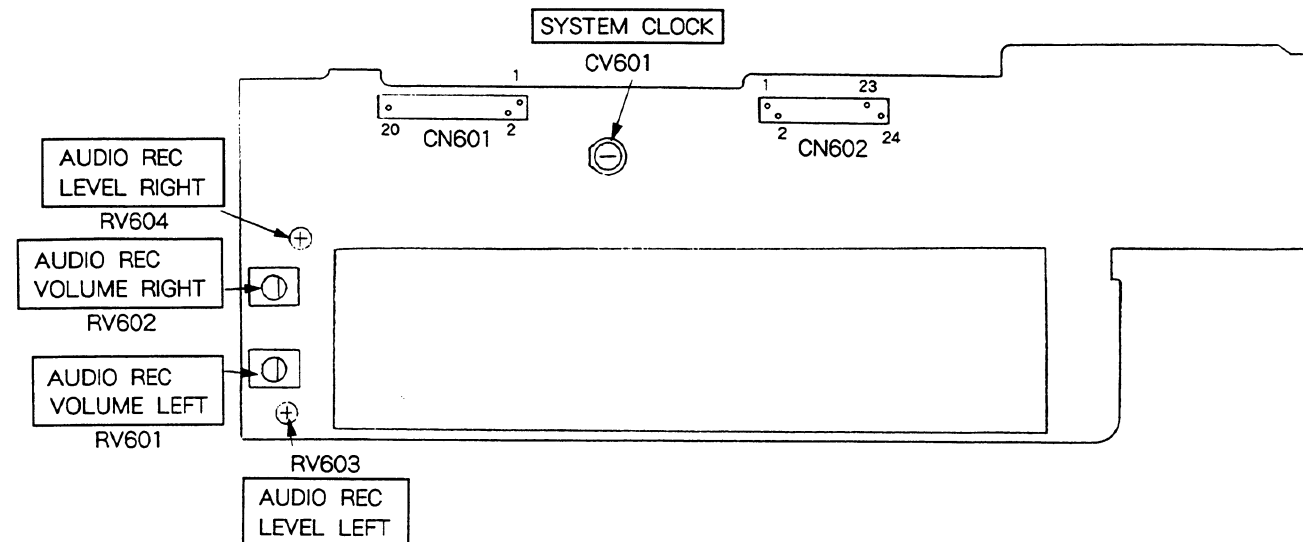 SYSTEM CLOCK
CV601
1
20
2
CN601
1
23
2
24
CN602
AUDIO REC
LEVEL RIGHT
RV604
AUDIO REC
VOLUME RIGHT
RV602
AUDIO REC
VOLUME LEFT
RV601
RV603
AUDIO REC
LEVEL LEFT